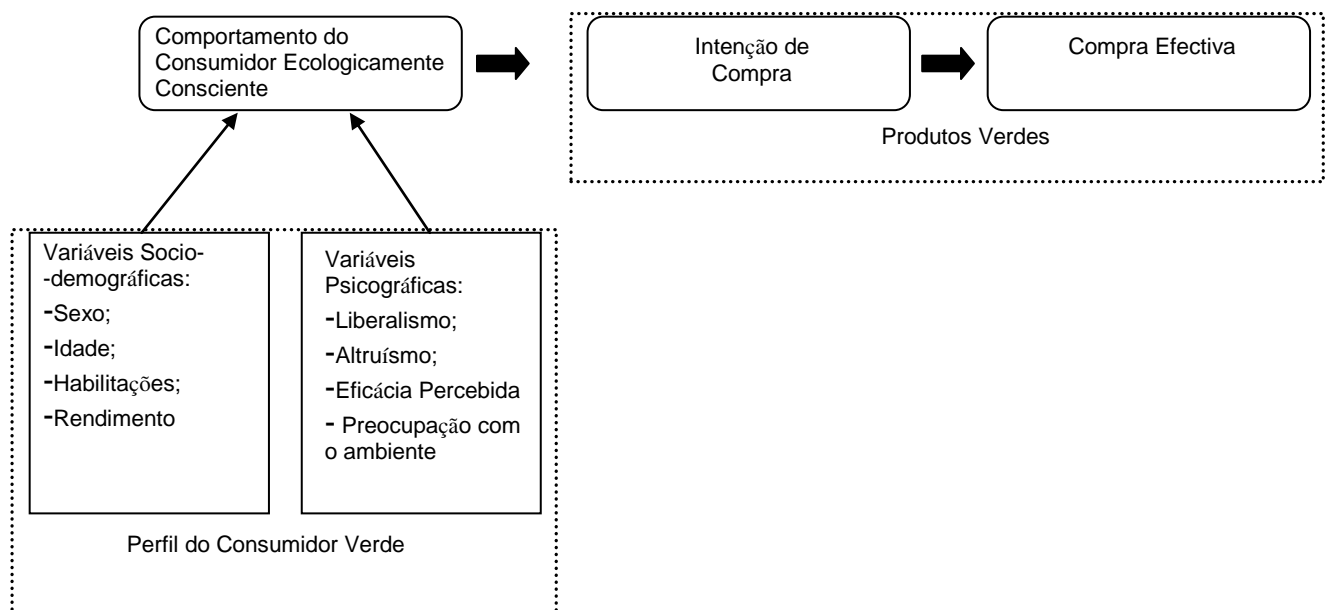 Comportamento do
Consumidor Ecologicamente
Consciente
Intenção de
Compra
Compra Efectiva
Produtos Verdes
Variáveis Socio-
-demográficas:
-Sexo;
-Idade;
-Habilitações;
-Rendimento
Variáveis
Psicográficas:
-Liberalismo;
-Altruísmo;
-Eficácia Percebida
- Preocupação com
o ambiente
Perfil do Consumidor Verde